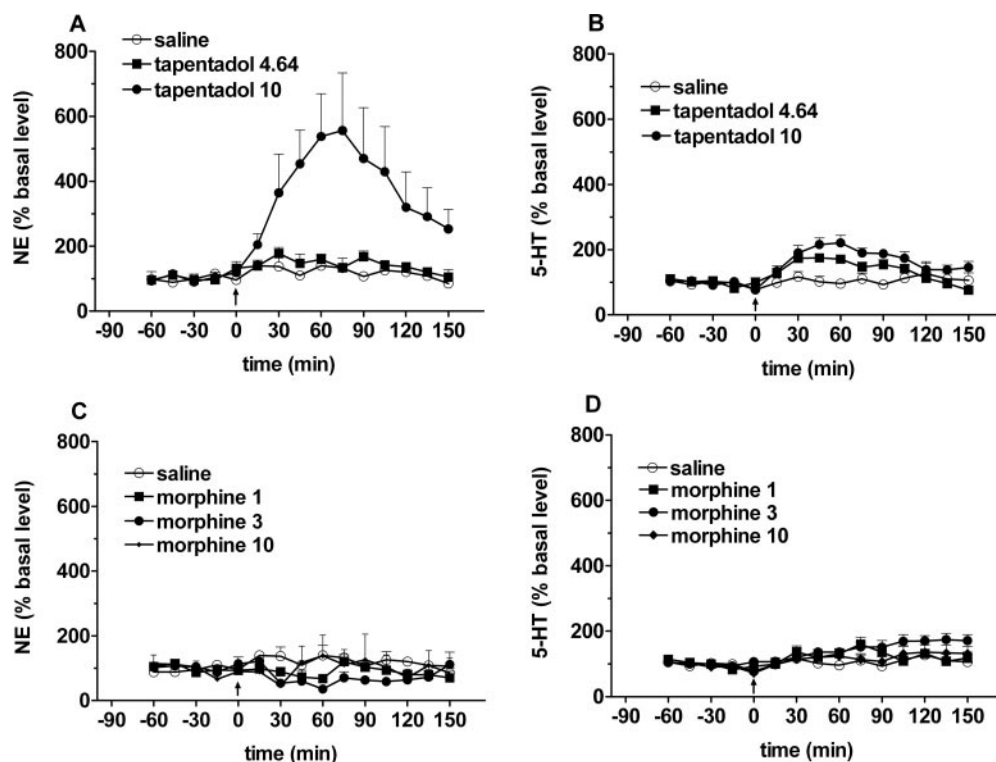 A
saline
tapentadol 4.64
tapentadol 10
NE (% basal level)
800
600
400
200
0
-90 -60 -30 0 30 60 90 120 150
time (min)
B
saline
tapentadol 4.64
tapentadol 10
5-HT (% basal level)
800
600
400
200
0
-90 -60 -30 0 30 60 90 120 150
time (min)
C
saline
morphine 1
morphine 3
morphine 10
NE (% basal level)
800
600
400
200
0
-90 -60 -30 0 30 60 90 120 150
time (min)
D
saline
morphine 1
morphine 3
morphine 10
5-HT (% basal level)
800
600
400
200
0
-90 -60 -30 0 30 60 90 120 150
time (min)